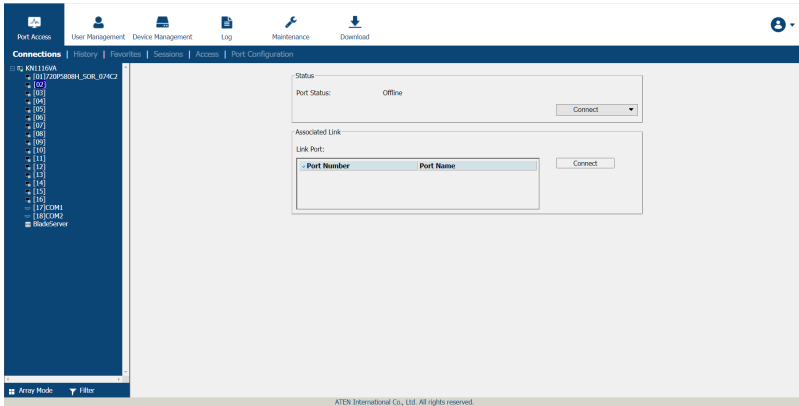 Port Access User Management Device Management Log Maintenance Download
Connections | History | Favorites | Sessions | Access | Port Configuration
KN1116VA
[01]720P5808H_SOR_074C2
[02]
[03]
[04]
[05]
[06]
[07]
[08]
[09]
[10]
[11]
[12]
[13]
[14]
[15]
[16]
[17]COM1
[18]COM2
BladeServer
Array Mode Filter
Status
Port Status: Offline
Connect
Associated Link
Link Port:
Port Number Port Name
Connect
ATEN International Co., Ltd. All rights reserved.